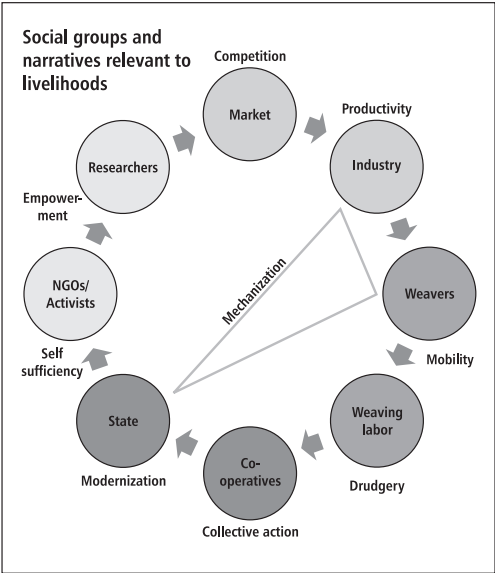 Social groups and
narratives relevant to
livelihoods
Competition
Market
Productivity
Industry
Weavers
Mobility
Weaving
labor
Drudgery
Co-
operatives
Collective action
State
Modernization
NGOs/
Activists
Self
sufficiency
Researchers
Empower-
ment
Mechanization